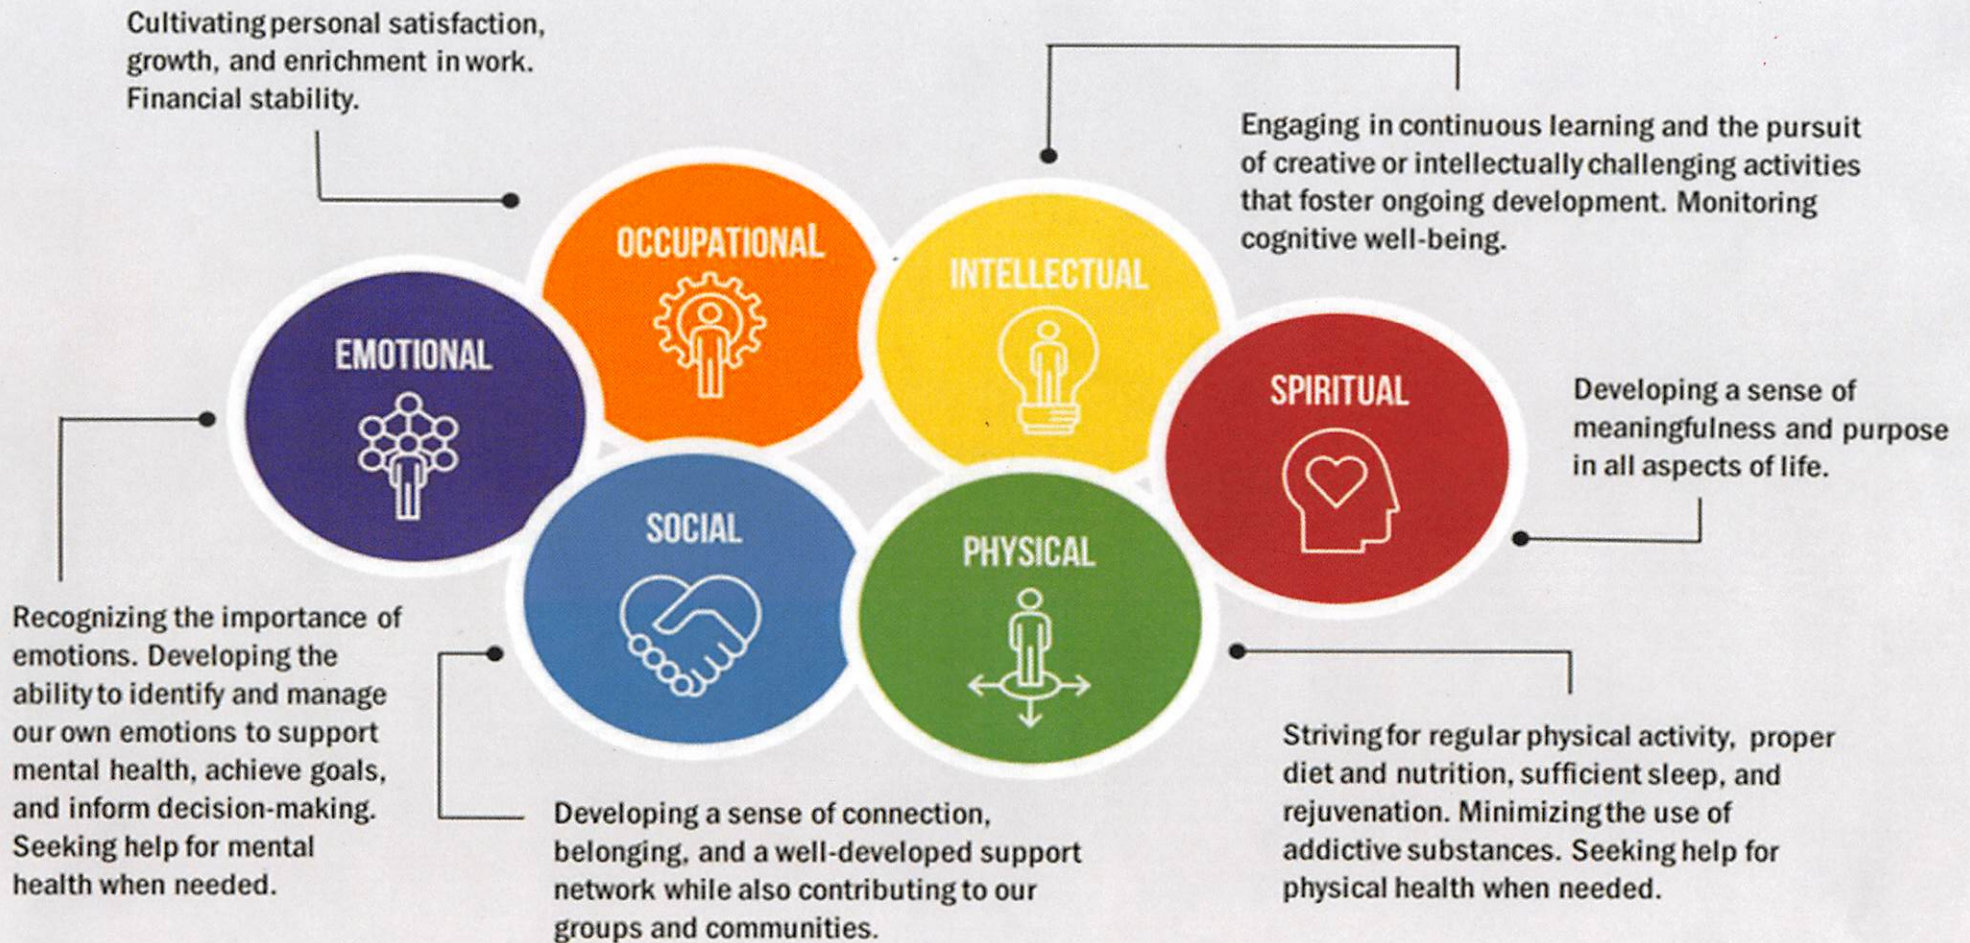 Cultivating personal satisfaction,
growth, and enrichment in work.
Financial stability.
Engaging in continuous learning and the pursuit
of creative or intellectually challenging activities
that foster ongoing development. Monitoring
cognitive well-being.
OCCUPATIONAL
INTELLECTUAL
EMOTIONAL
SPIRITUAL
Developing a sense of
meaningfulness and purpose
in all aspects of life.
SOCIAL
PHYSICAL
Recognizing the importance of
emotions. Developing the
ability to identify and manage
our own emotions to support
mental health, achieve goals,
and inform decision-making.
Seeking help for mental
health when needed.
Developing a sense of connection,
belonging, and a well-developed support
network while also contributing to our
groups and communities.
Striving for regular physical activity, proper
diet and nutrition, sufficient sleep, and
rejuvenation. Minimizing the use of
addictive substances. Seeking help for
physical health when needed.